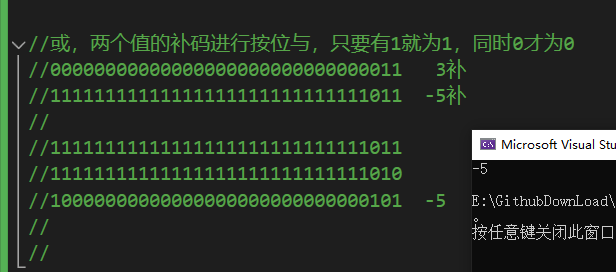 //或，两个值的补码进行按位与，只要有1就为1，同时0才为0
//00000000000000000000000000000011   3补
//11111111111111111111111111111011  -5补
//
//11111111111111111111111111111011
//11111111111111111111111111111010
//10000000000000000000000000000101  -5
//
//
Microsoft Visual Stu
-5
E:\GithubDownLoad\
。
按任意键关闭此窗口